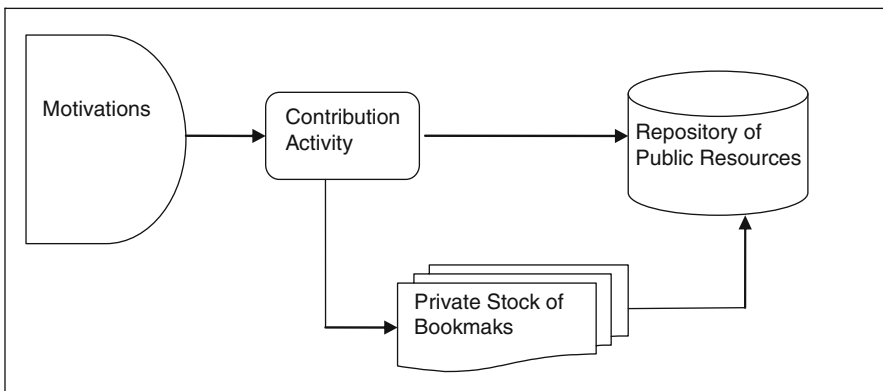 Motivations
Contribution
Activity
Repository of
Public Resources
Private Stock of
Bookmaks